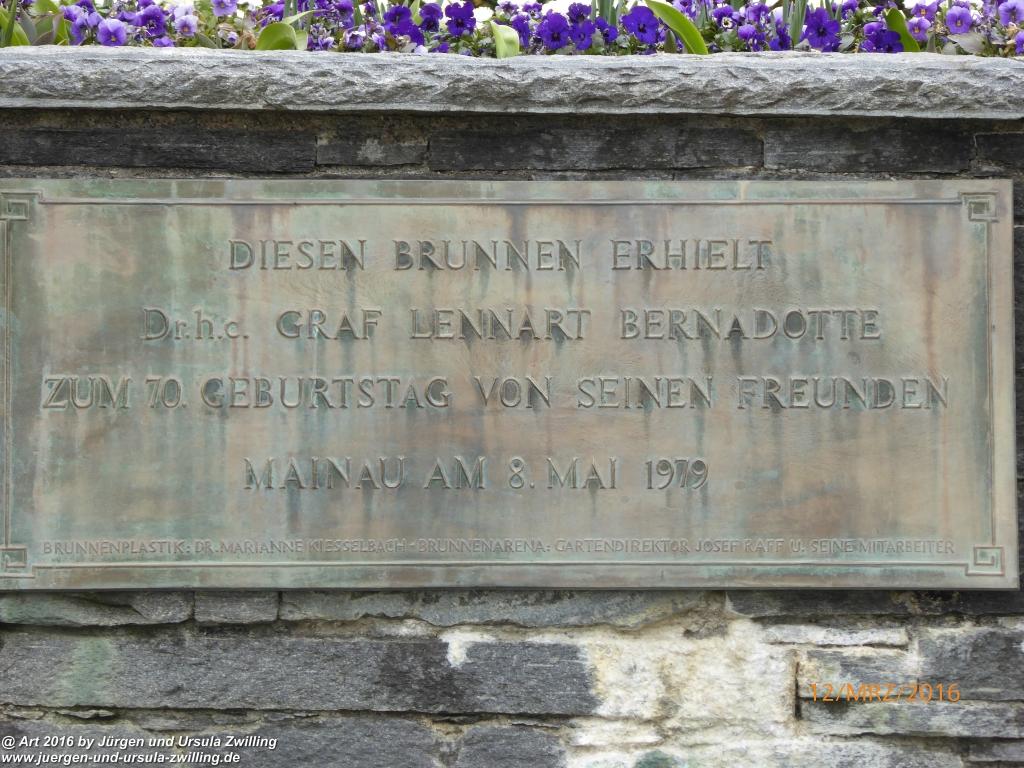 DIESEN BRUNNEN ERHIELT
Dr.h.c. GRAF LENNART BERNADOTTE
ZUM 70. GEBURTSTAG VON SEINEN FREUNDEN
MAINAU AM 8. MAI 1979
BRUNNENPLASTIK: DR. MARIANNE KIESSELBACH - BRUNNENARENA: GARTENDIREKTOR JOSEF RAFF U. SEINE MITARBEITER
12/MRZ/2016
@ Art 2016 by Jürgen und Ursula Zwilling
www.juergen-und-ursula-zwilling.de